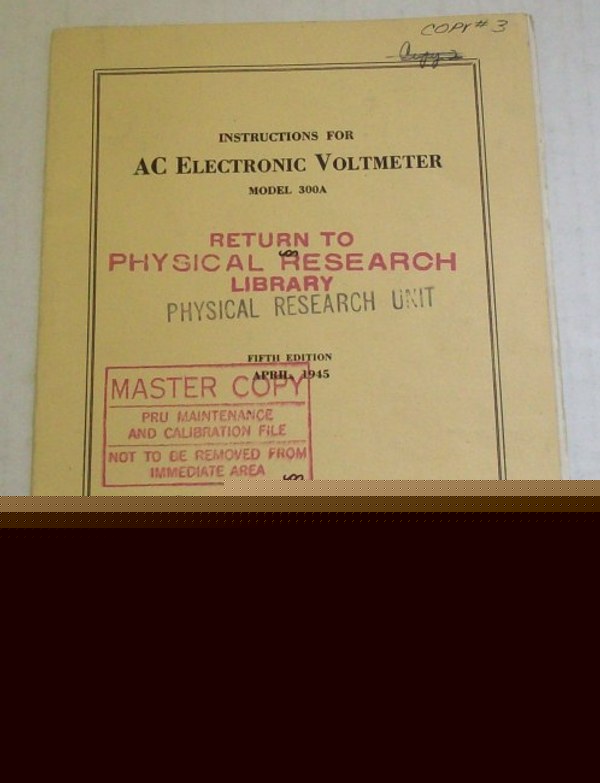 COPY # 3
INSTRUCTIONS FOR
AC ELECTRONIC VOLTMETER
MODEL 300A
RETURN TO
PHYSICAL RESEARCH
LIBRARY
PHYSICAL RESEARCH UNIT
FIFTH EDITION
APRIL, 1945
MASTER COPY
PRU MAINTENANCE
AND CALIBRATION FILE
NOT TO BE REMOVED FROM
IMMEDIATE AREA